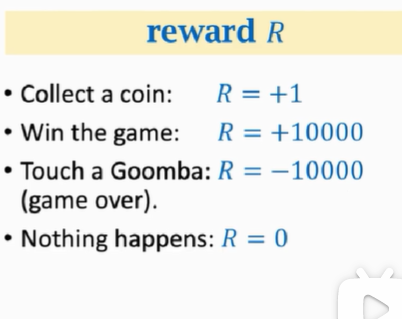 reward R
• Collect a coin: R = +1
• Win the game: R = +10000
• Touch a Goomba: R = −10000
(game over).
• Nothing happens: R = 0